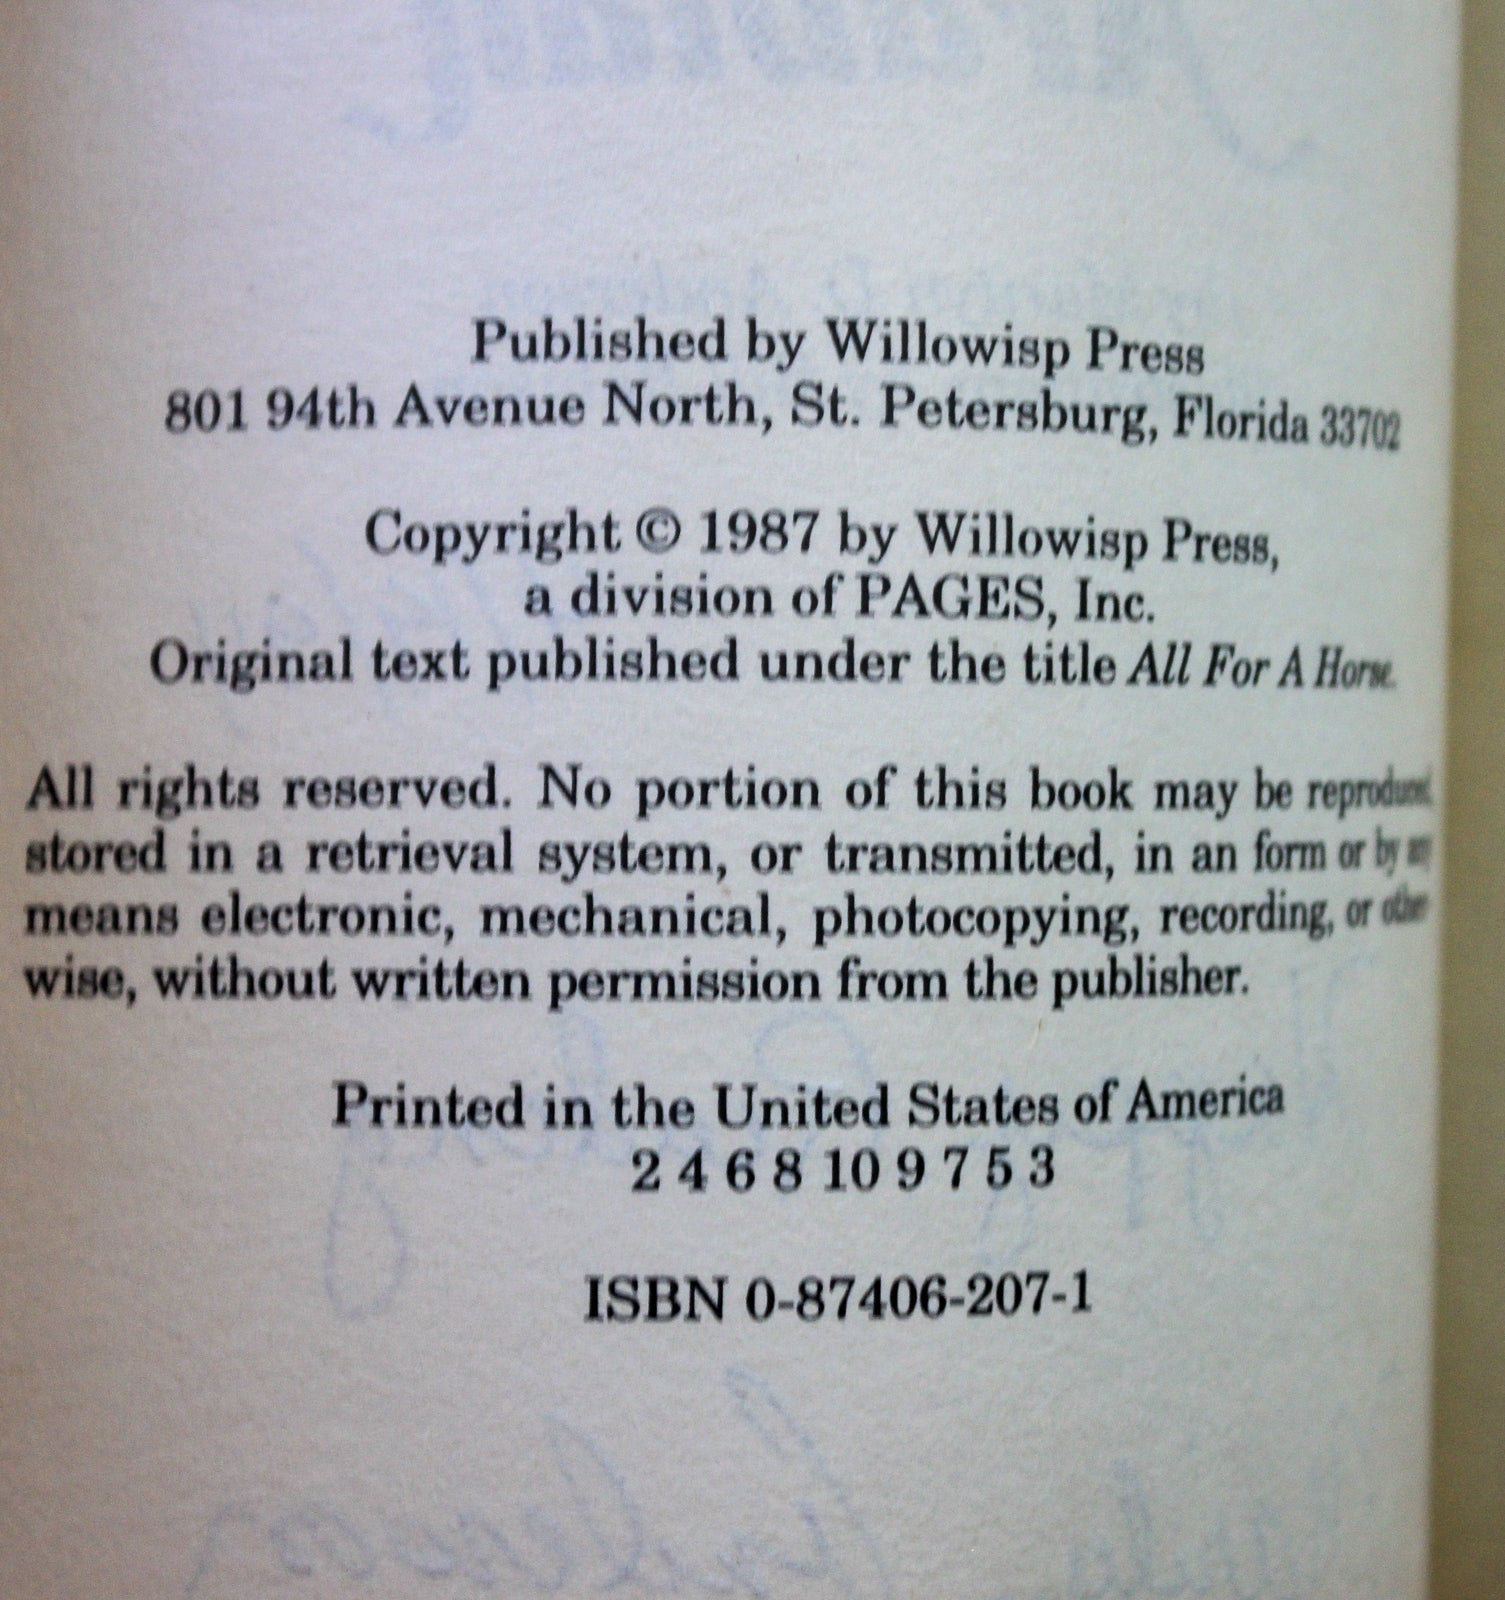 Published by Willowisp Press
801 94th Avenue North, St. Petersburg, Florida 33702
Copyright © 1987 by Willowisp Press,
a division of PAGES, Inc.
Original text published under the title All For A Horse.
All rights reserved. No portion of this book may be reproduced,
stored in a retrieval system, or transmitted, in an form or by any
means electronic, mechanical, photocopying, recording, or other-
wise, without written permission from the publisher.
Printed in the United States of America
2 4 6 8 10 9 7 5 3
ISBN 0-87406-207-1